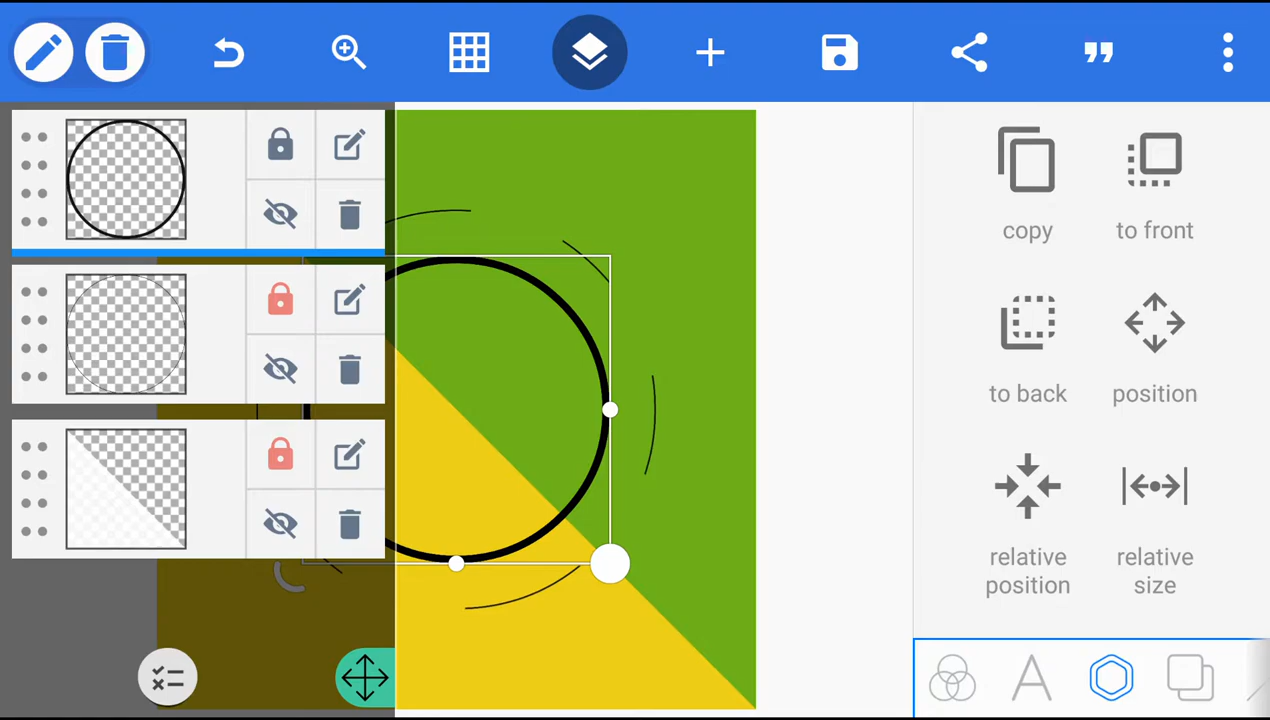 copy
to front
to back
position
relative
position
relative
size